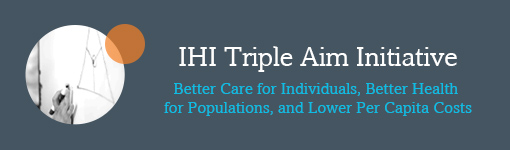 IHI Triple Aim Initiative
Better Care for Individuals, Better Health
for Populations, and Lower Per Capita Costs